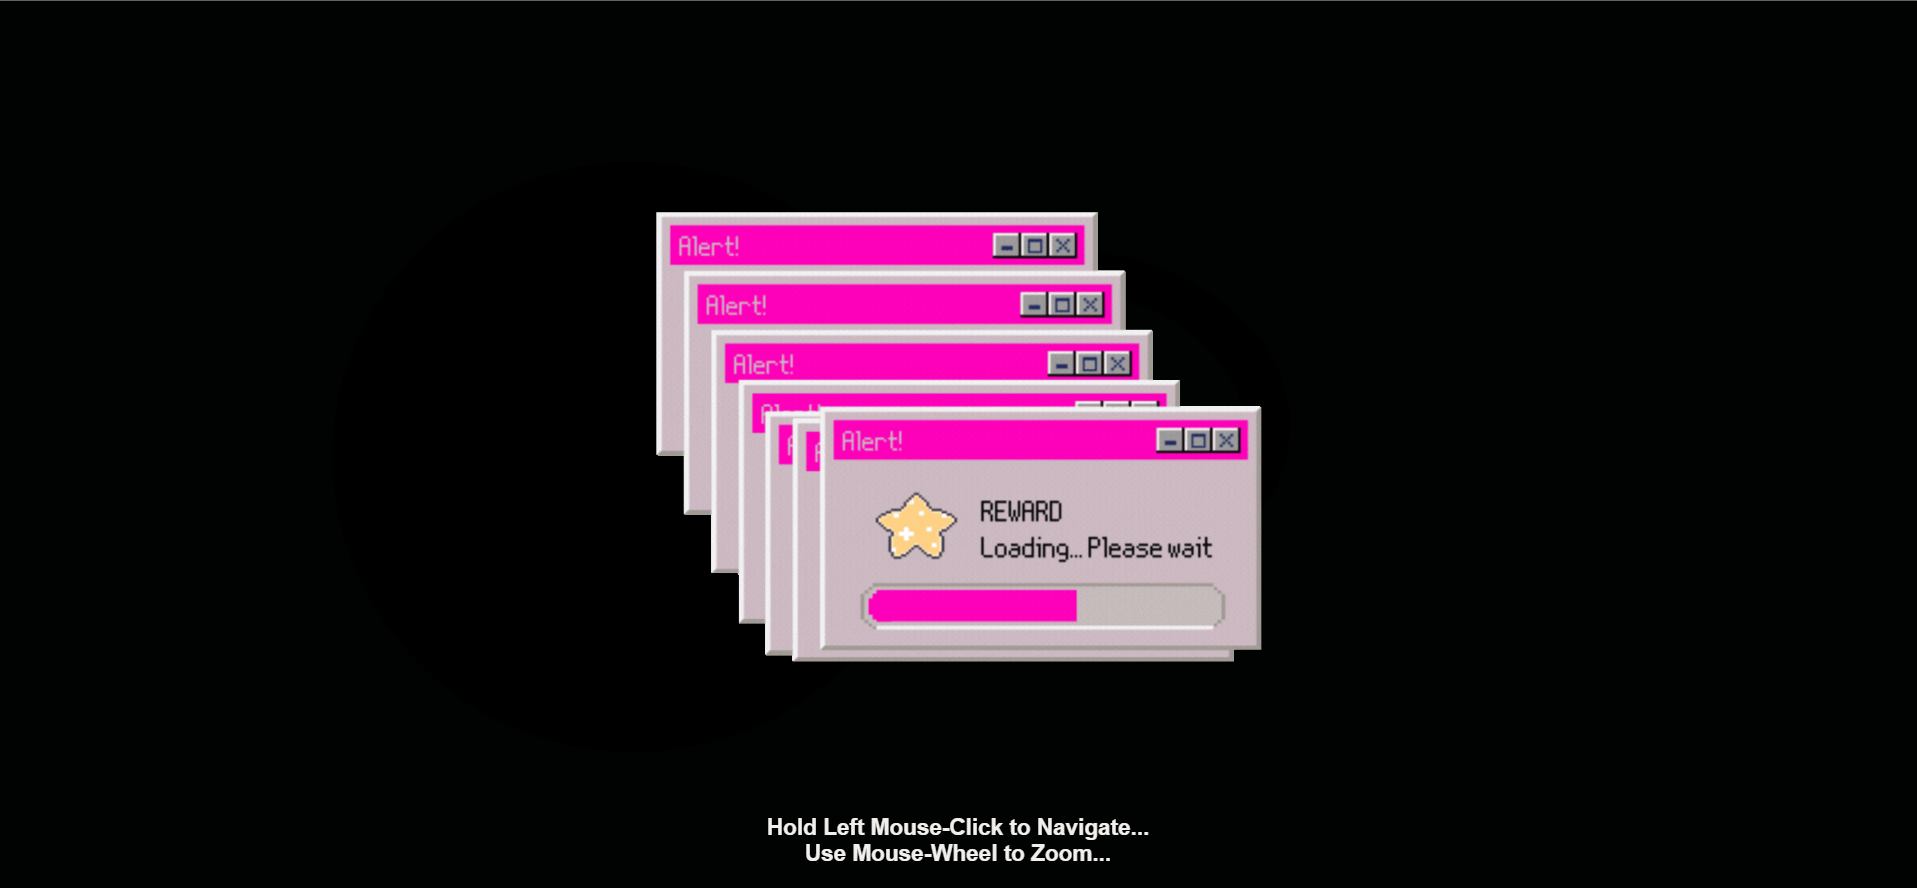 Alert!
Alert!
Alert!
Alert!
REWARD
Loading... Please wait
Hold Left Mouse-Click to Navigate...
Use Mouse-Wheel to Zoom...